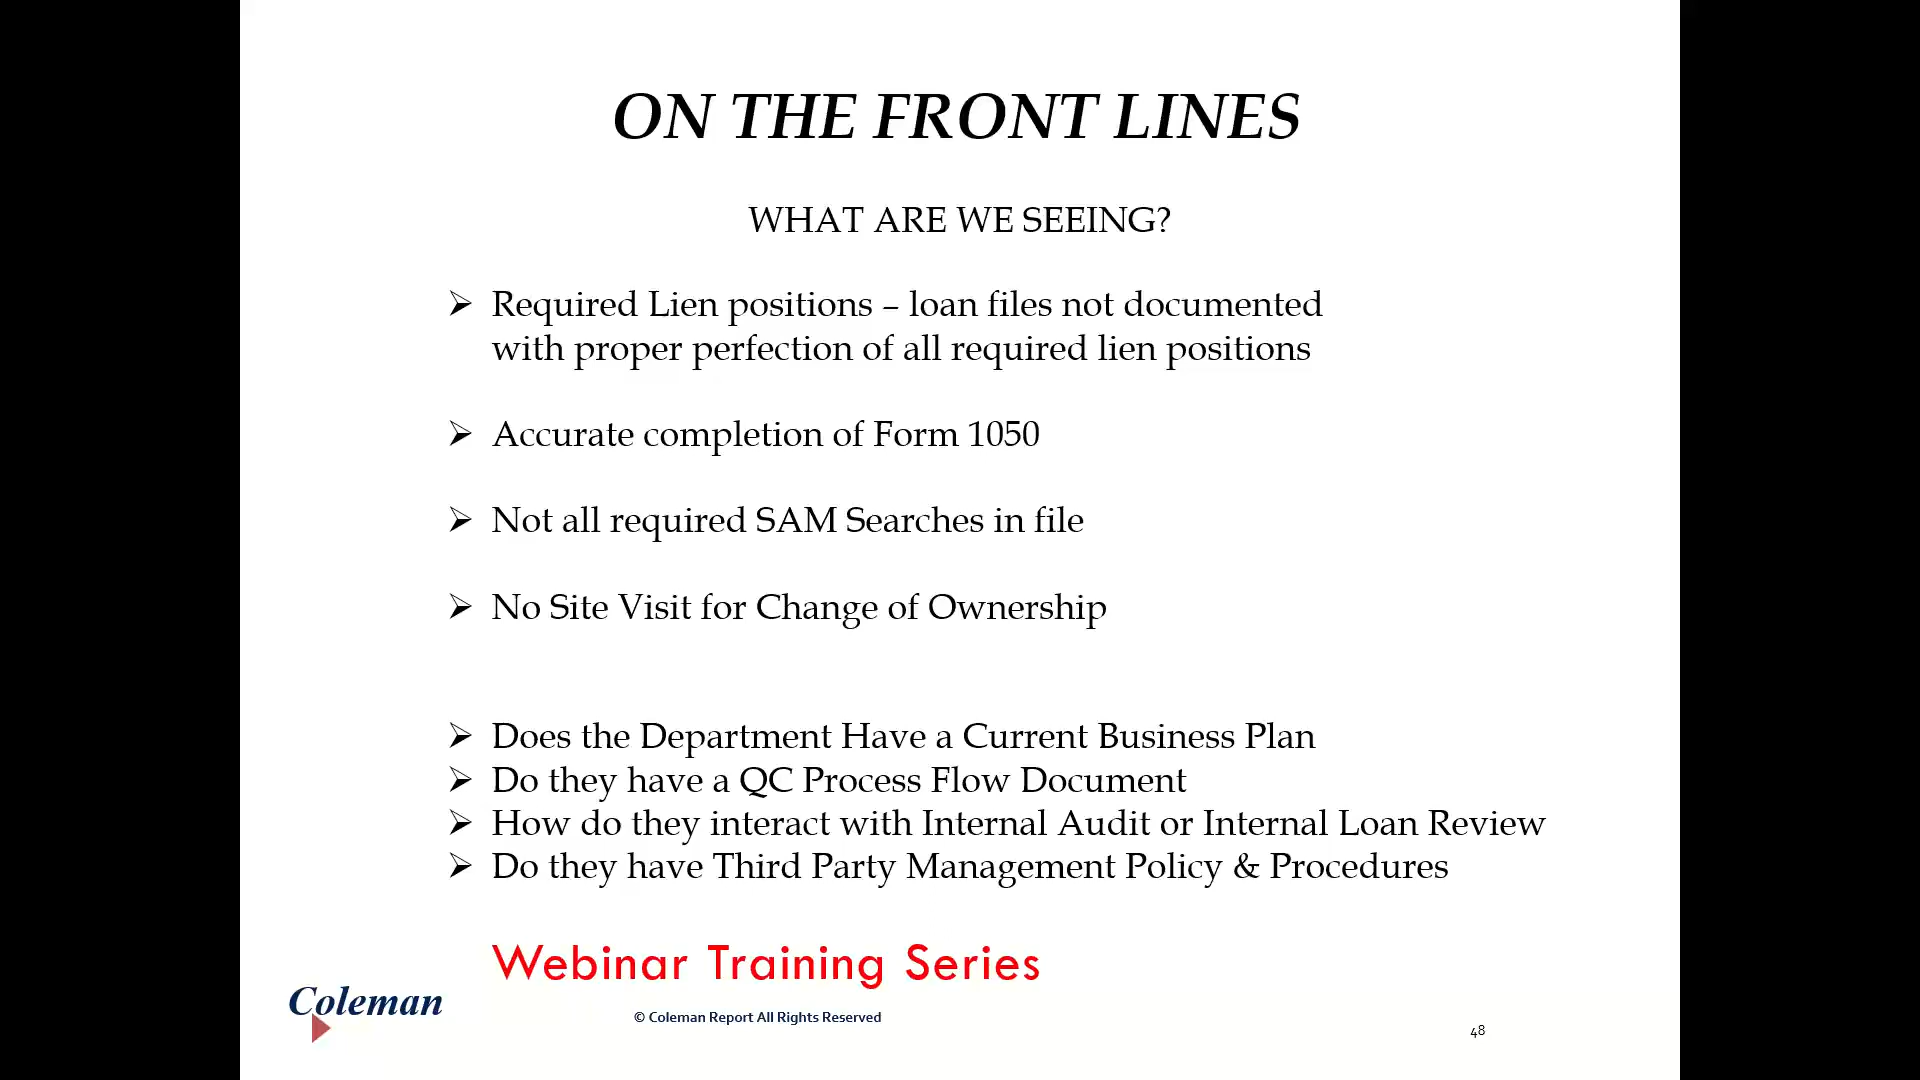 ON THE FRONT LINES
WHAT ARE WE SEEING?
➢ Required Lien positions – loan files not documented
with proper perfection of all required lien positions
➢ Accurate completion of Form 1050
➢ Not all required SAM Searches in file
➢ No Site Visit for Change of Ownership
➢ Does the Department Have a Current Business Plan
➢ Do they have a QC Process Flow Document
➢ How do they interact with Internal Audit or Internal Loan Review
➢ Do they have Third Party Management Policy & Procedures
Webinar Training Series
Coleman
© Coleman Report All Rights Reserved
48